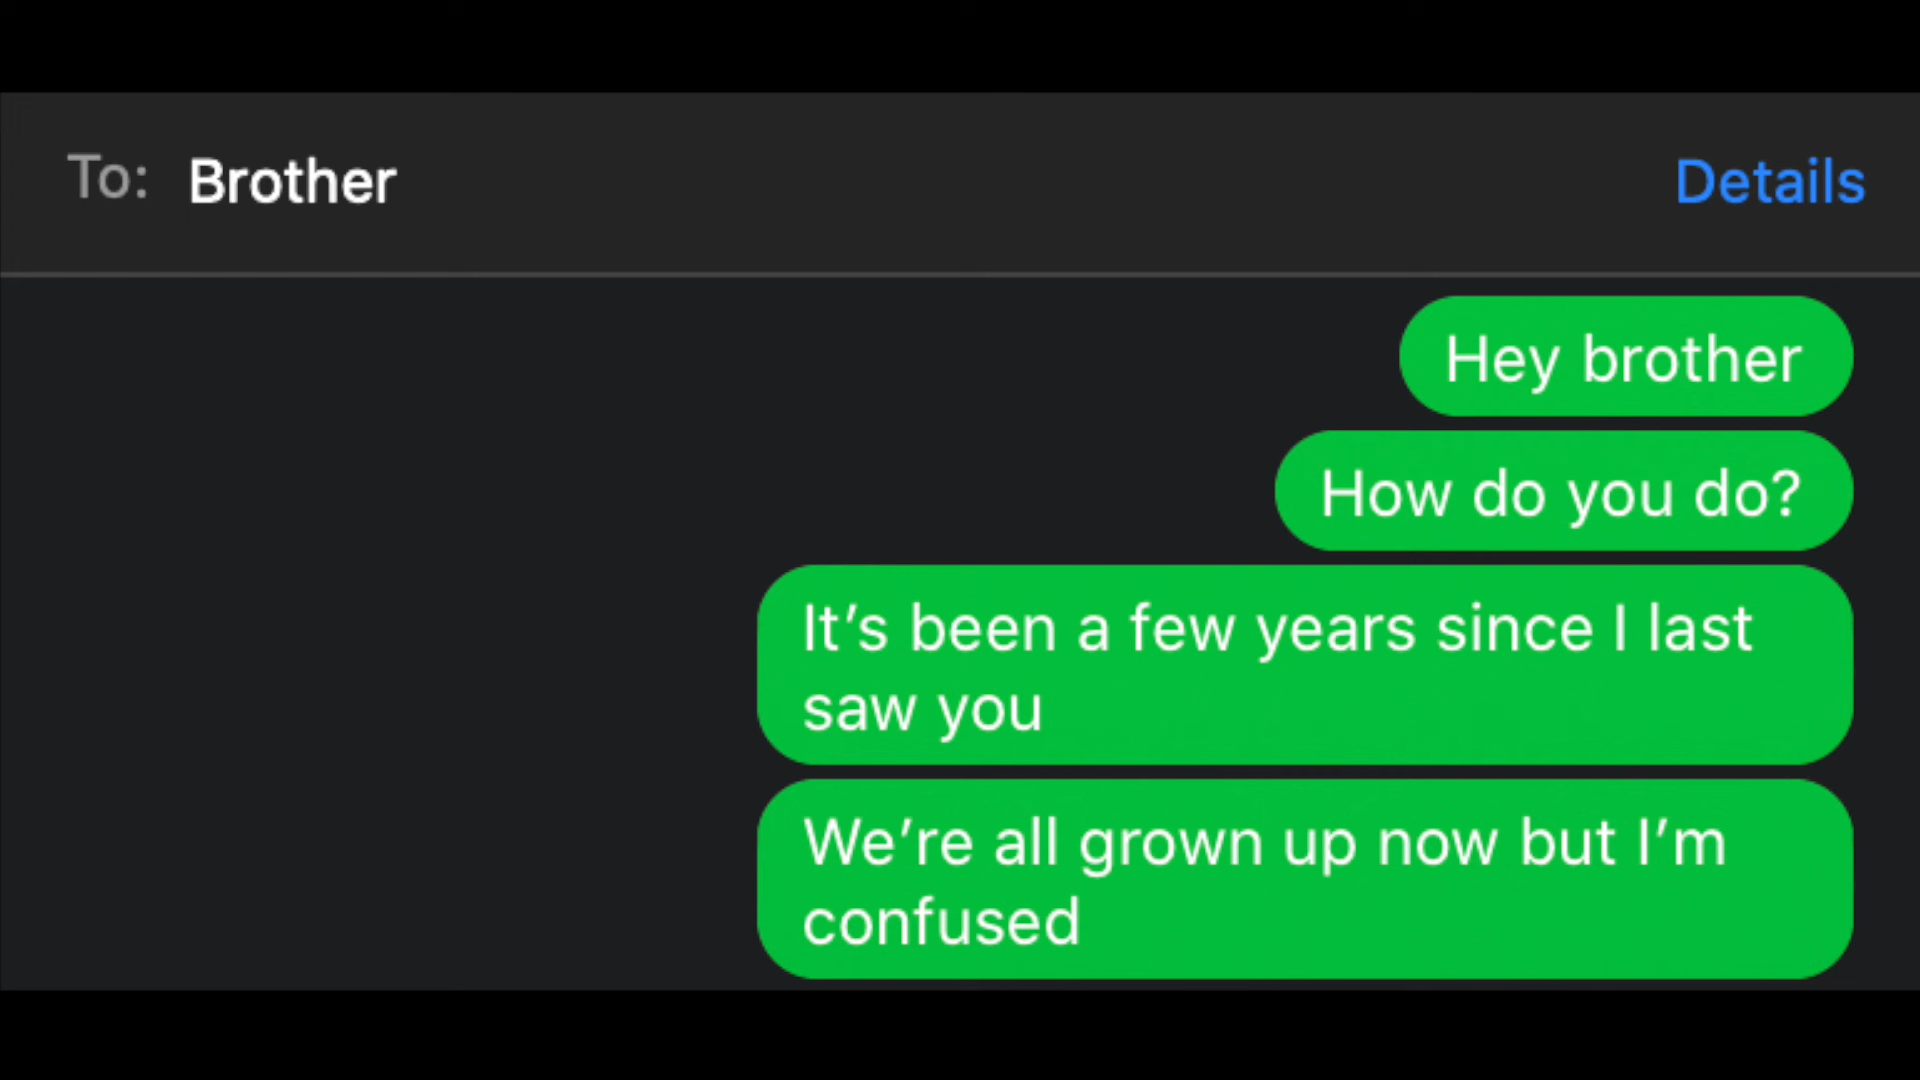 To: Brother Details
Hey brother
How do you do?
It’s been a few years since I last
saw you
We’re all grown up now but I’m
confused